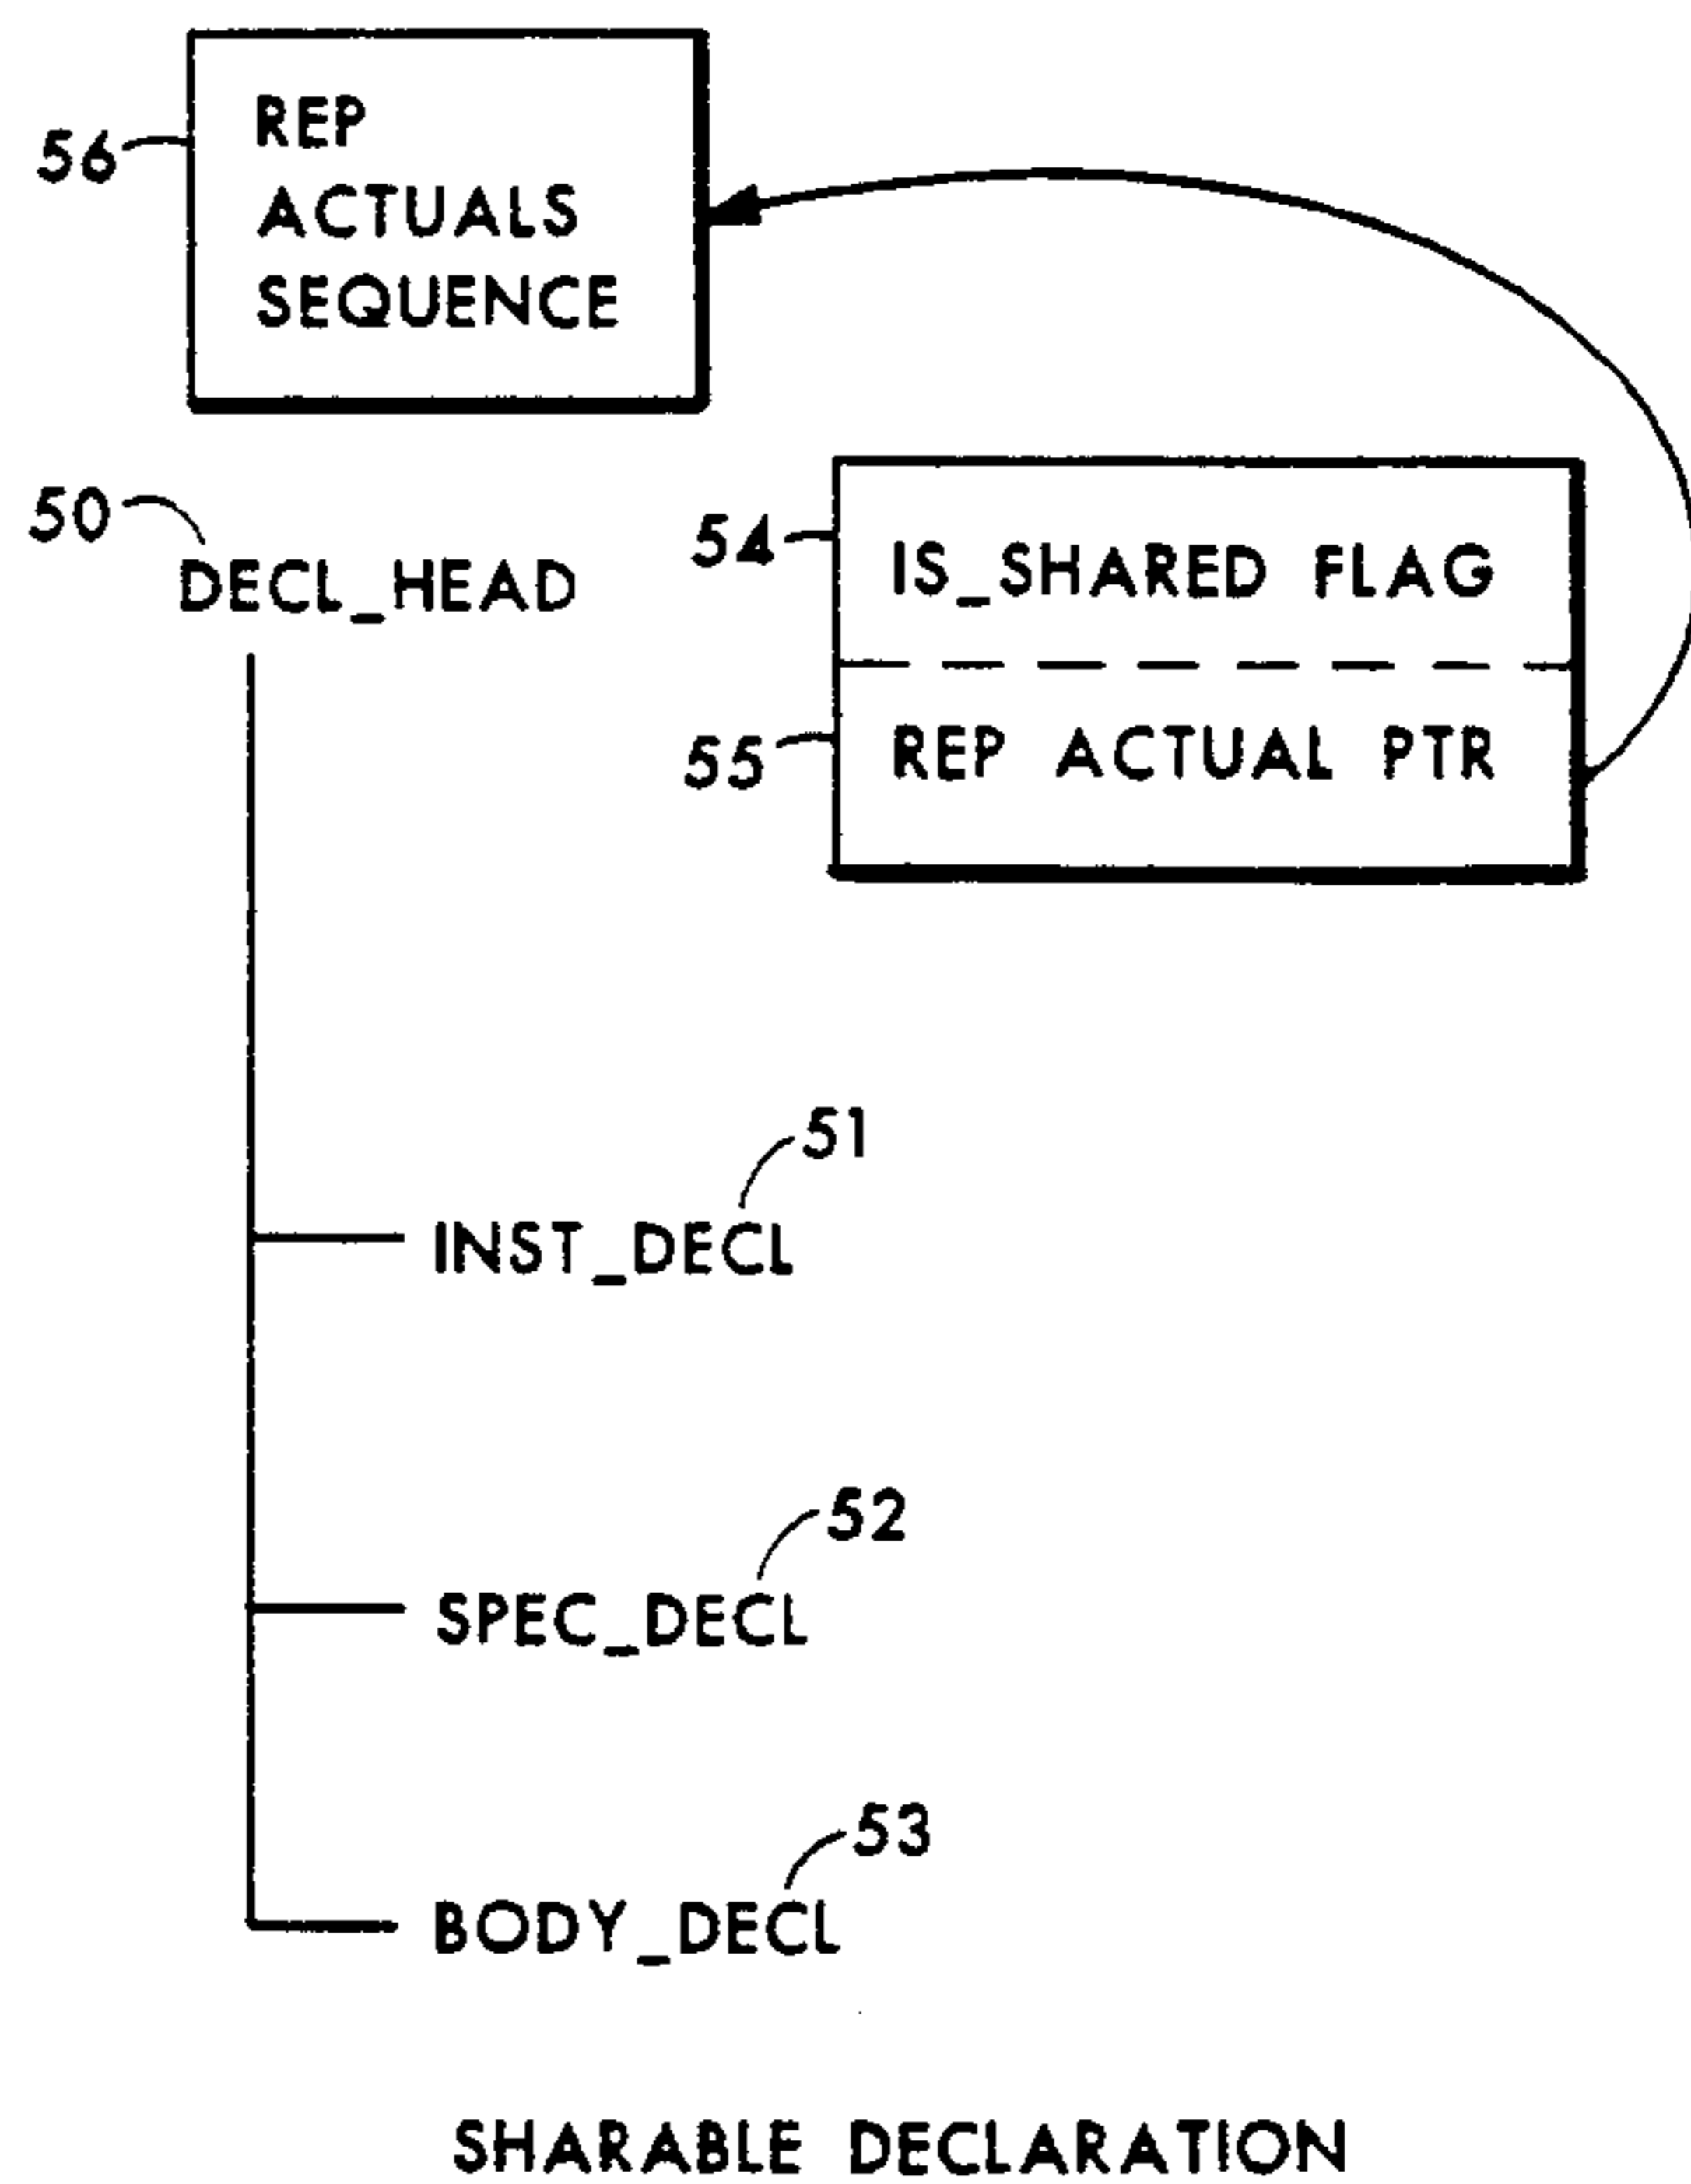 56
REP
ACTUALS
SEQUENCE
50
DECL_HEAD
54
IS_SHARED FLAG
55
REP ACTUAL PTR
51
INST_DECL
52
SPEC_DECL
53
BODY_DECL
SHARABLE DECLARATION